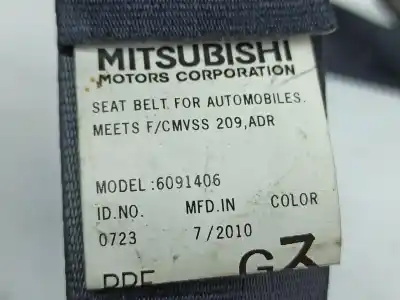 MITSUBISHI
MOTORS CORPORATION
SEAT BELT FOR AUTOMOBILES.
MEETS F/CMVSS 209,ADR
MODEL:6091406
ID.NO. MFD.IN COLOR
0723 7/2010